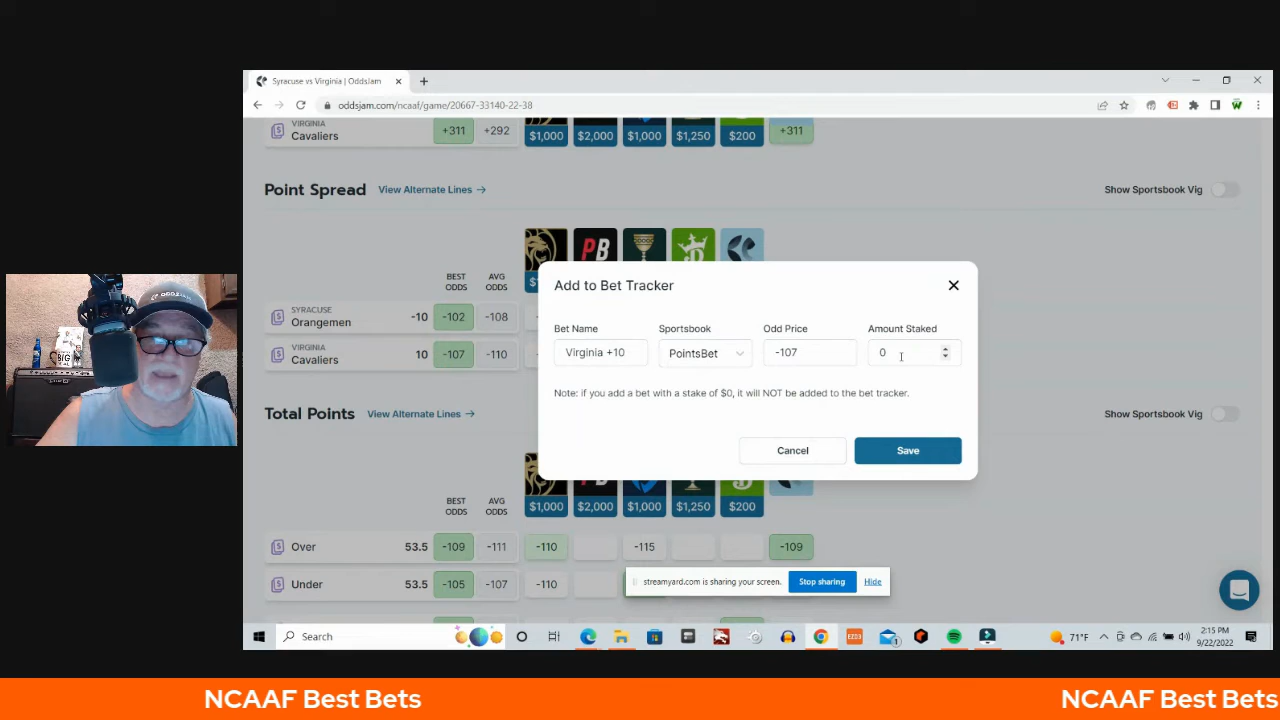 Syracuse vs Virginia | OddsJam
oddsjam.com/ncaaf/game/20667-33140-22-38
VIRGINIA
Cavaliers
+311 +292 $1,000 $2,000 $1,000 $1,250 $200 +311
Point Spread View Alternate Lines → Show Sportsbook Vig
PB
BEST ODDS
AVG ODDS
SYRACUSE
Orangemen -10 -102 -108
VIRGINIA
Cavaliers 10 -107 -110
Add to Bet Tracker
Bet Name Sportsbook Odd Price Amount Staked
Virginia +10 PointsBet -107 0
Note: if you add a bet with a stake of $0, it will NOT be added to the bet tracker.
Cancel Save
Total Points View Alternate Lines → Show Sportsbook Vig
BEST ODDS
AVG ODDS
$1,000 $2,000 $1,000 $1,250 $200
Over 53.5 -109 -111 -110 -115 -109
Under 53.5 -105 -107 -110
streamyard.com is sharing your screen. Stop sharing Hide
Search
71°F
2:15 PM
9/22/2022
ODDSJAM
BIG
NCAAF Best Bets NCAAF Best Bets